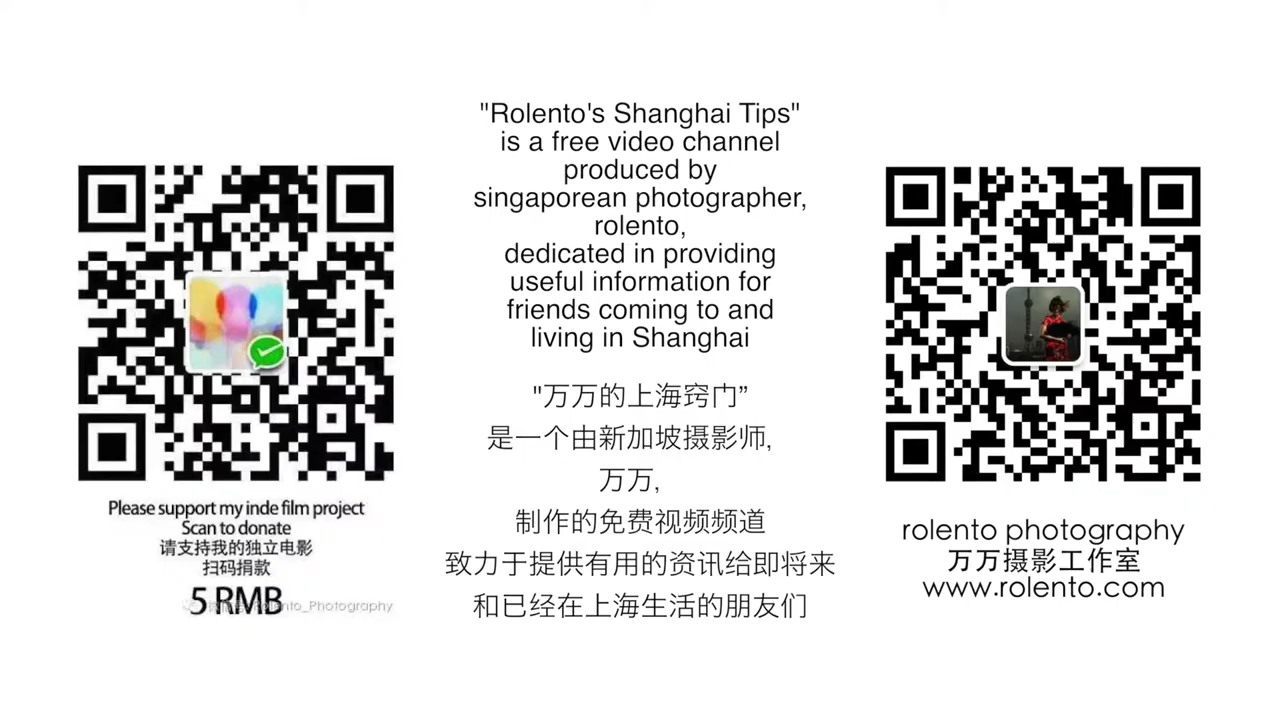 "Rolento's Shanghai Tips"
is a free video channel
produced by
singaporean photographer,
rolento,
dedicated in providing
useful information for
friends coming to and
living in Shanghai
"万万的上海窍门”
是一个由新加坡摄影师,
万万,
制作的免费视频频道
致力于提供有用的资讯给即将来
和已经在上海生活的朋友们
Please support my inde film project
Scan to donate
请支持我的独立电影
扫码捐款
5 RMB
Rolento_Photography
rolento photography
万万摄影工作室
www.rolento.com